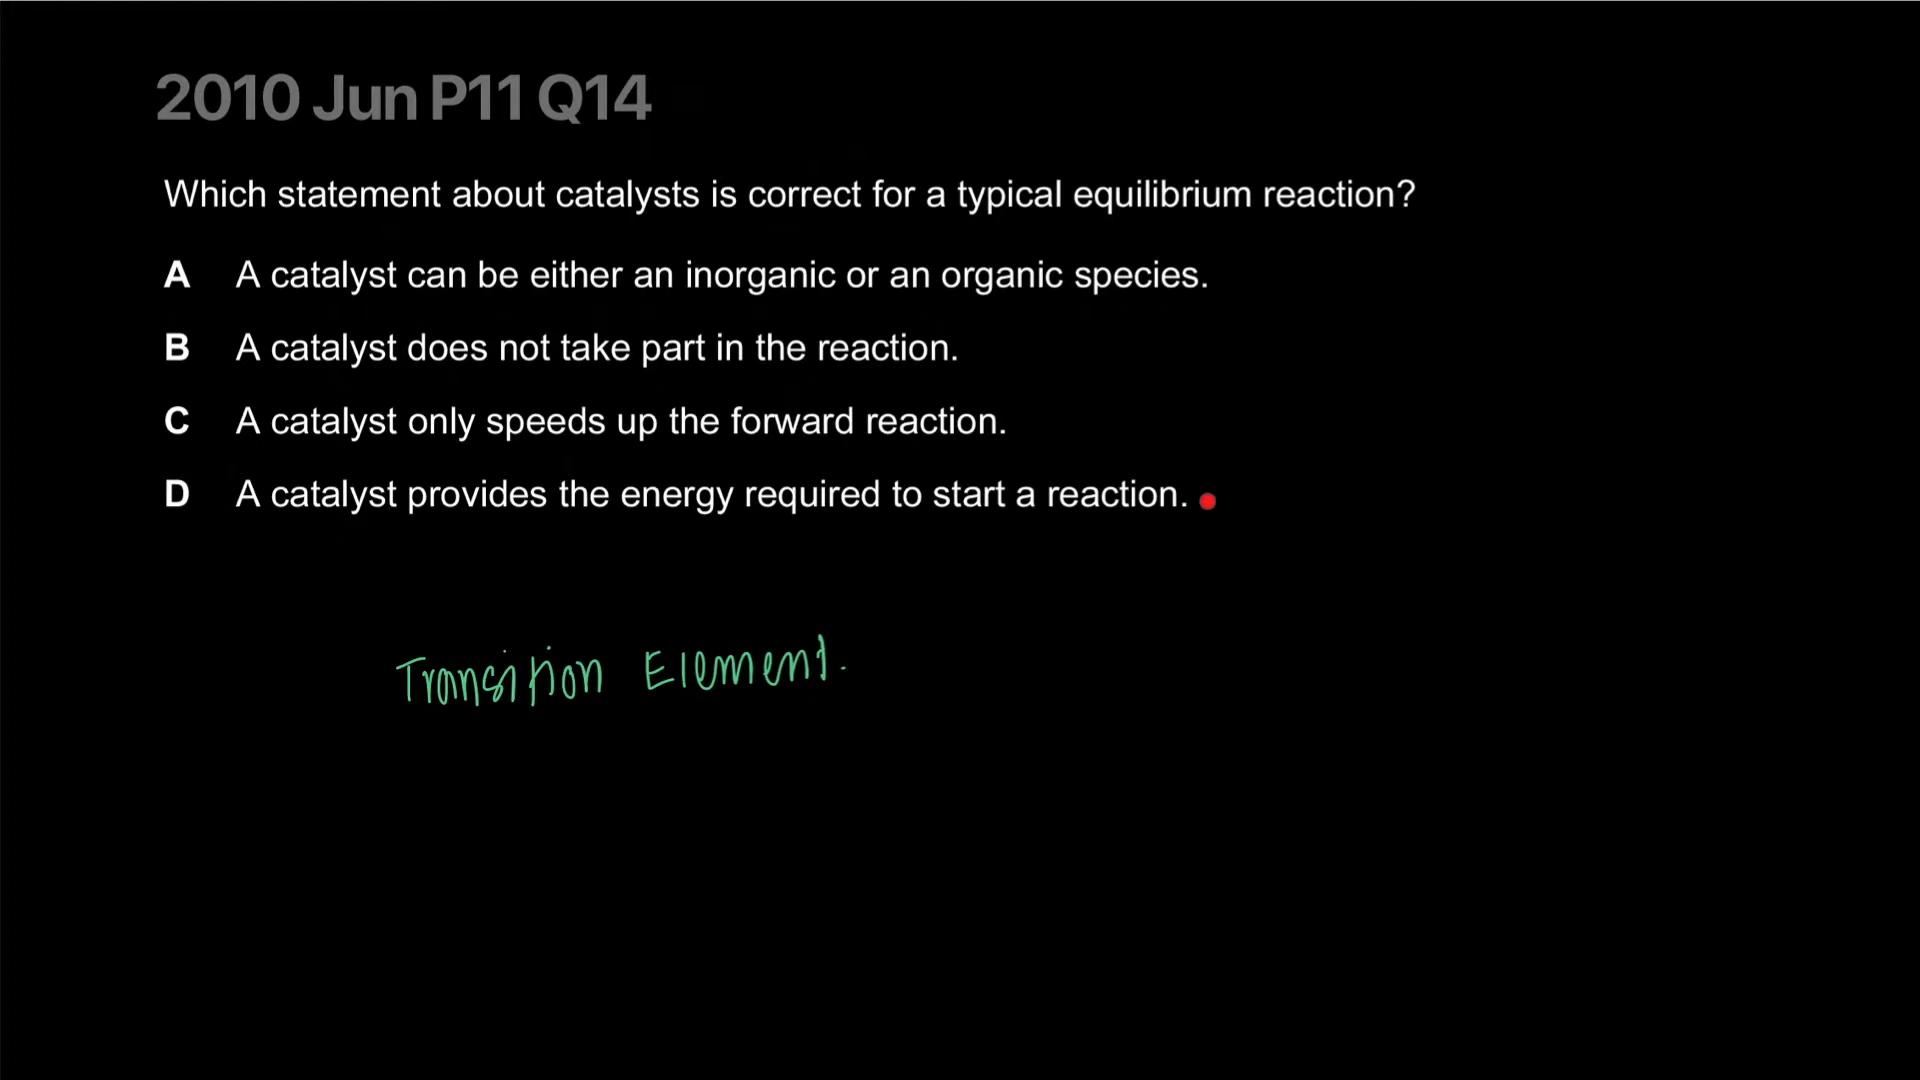 2010 Jun P11 Q14
Which statement about catalysts is correct for a typical equilibrium reaction?
A A catalyst can be either an inorganic or an organic species.
B A catalyst does not take part in the reaction.
C A catalyst only speeds up the forward reaction.
D A catalyst provides the energy required to start a reaction.
Transition Element.